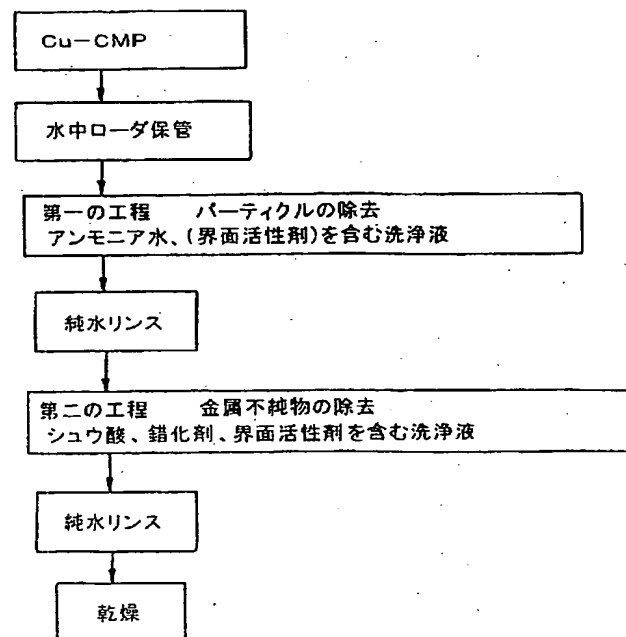 Cu-CMP
水中ローダ保管
第一の工程　パーティクルの除去
アンモニア水、(界面活性剤)を含む洗浄液
純水リンス
第二の工程　金属不純物の除去
シュウ酸、錯化剤、界面活性剤を含む洗浄液
純水リンス
乾燥